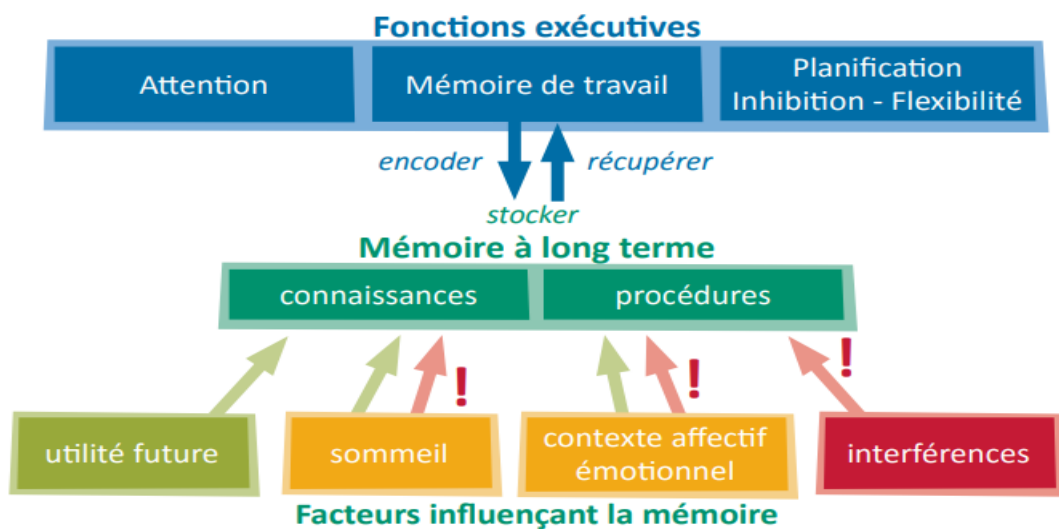 Fonctions exécutives
Attention
Mémoire de travail
Planification
Inhibition - Flexibilité
encoder
récupérer
stocker
Mémoire à long terme
connaissances
procédures
!
!
!
utilité future
sommeil
contexte affectif
émotionnel
interférences
Facteurs influençant la mémoire